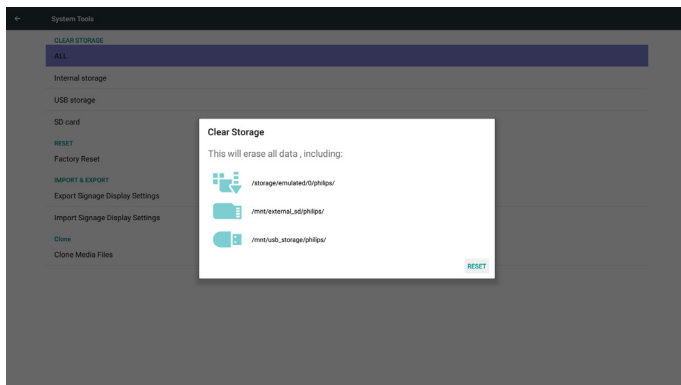 System Tools
CLEAR STORAGE
ALL
Internal storage
USB storage
SD card
RESET
Factory Reset
IMPORT & EXPORT
Export Signage Display Settings
Import Signage Display Settings
Clone
Clone Media Files
Clear Storage
This will erase all data , including:
/storage/emulated/0/philips/
/mnt/external_sd/philips/
/mnt/usb_storage/philips/
RESET